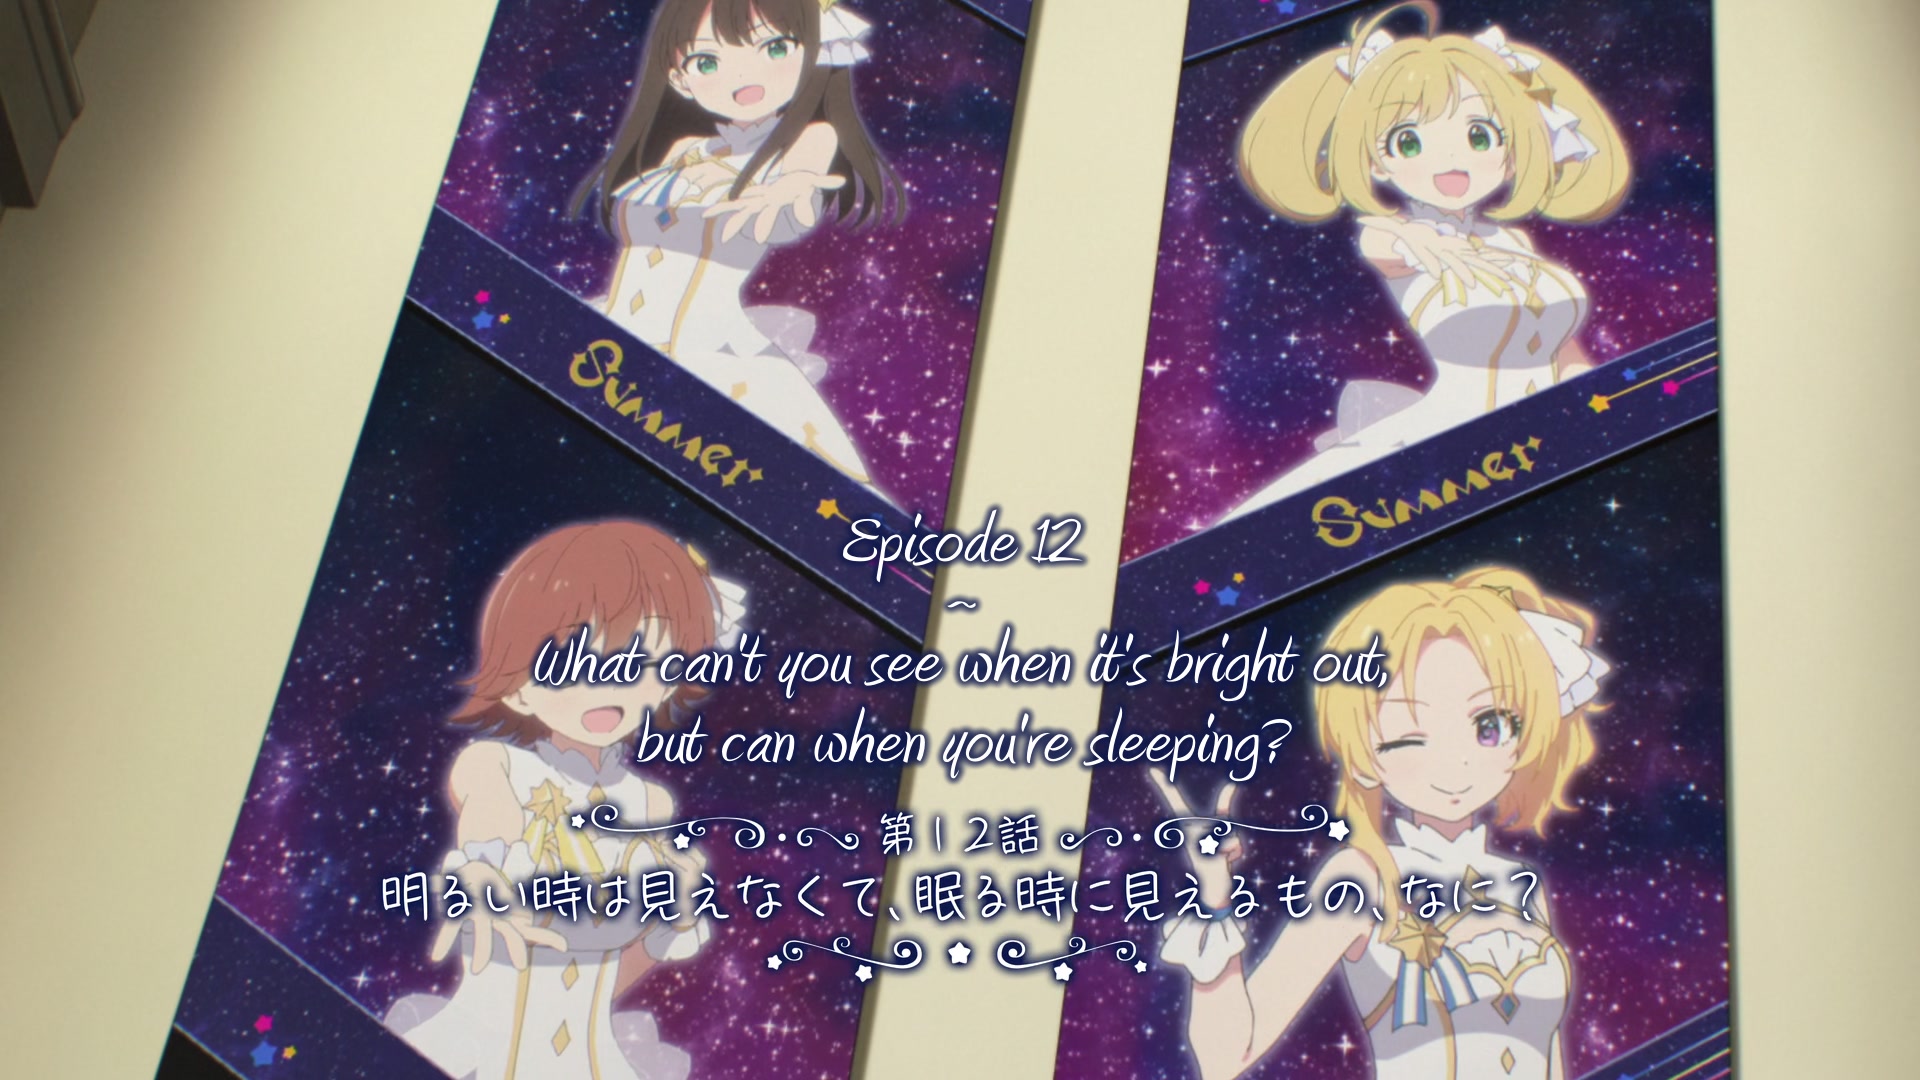 Summer
Summer
Episode 12
~
What can't you see when it's bright out,
but can when you're sleeping?
第12話
明るい時は見えなくて、眠る時に見えるもの、なに？